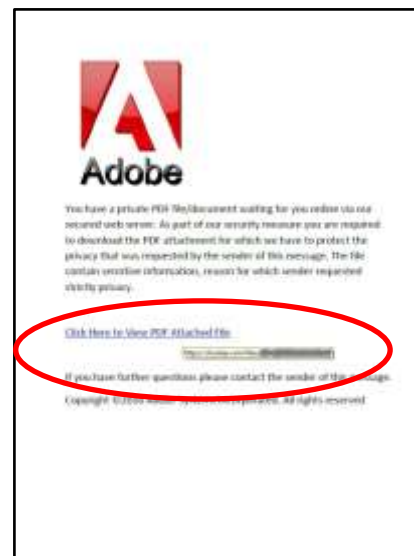 Adobe
You have a private PDF file/document waiting for you online via our
secured web server. As part of our security measure you are required
to download the PDF attachment for which we have to protect the
privacy that was requested by the sender of this message. The file
contain sensitive information, reason for which sender requested
strictly privacy.
Click Here to View PDF Attached File
If you have further questions please contact the sender of this message.
Copyright Adobe Systems Incorporated. All rights reserved